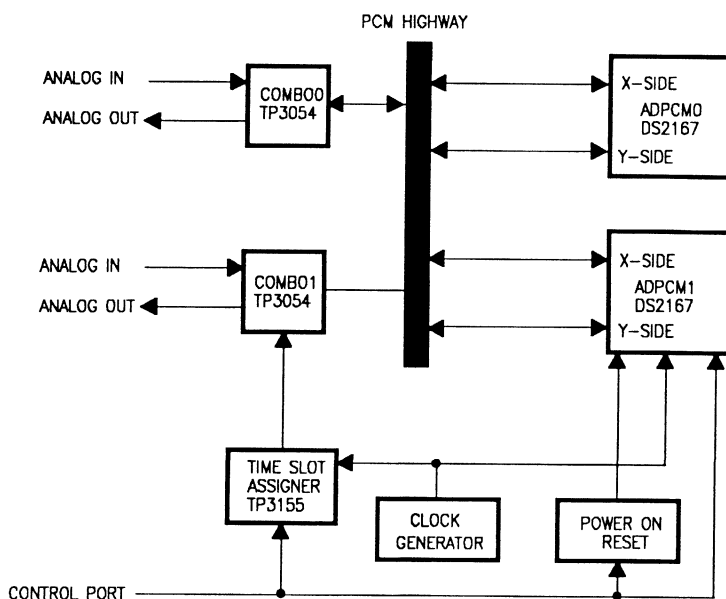 PCM HIGHWAY
ANALOG IN
ANALOG OUT
COMBO0
TP3054
X-SIDE
ADPCM0
DS2167
Y-SIDE
ANALOG IN
ANALOG OUT
COMBO1
TP3054
X-SIDE
ADPCM1
DS2167
Y-SIDE
TIME SLOT
ASSIGNER
TP3155
CLOCK
GENERATOR
POWER ON
RESET
CONTROL PORT